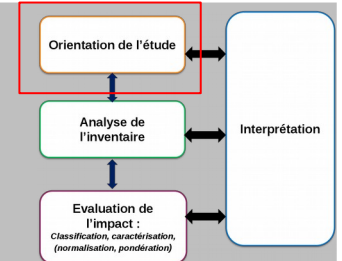 Orientation de l'étude
Analyse de
l'inventaire
Interprétation
Evaluation de
l'impact :
Classification, caractérisation,
(normalisation, pondération)